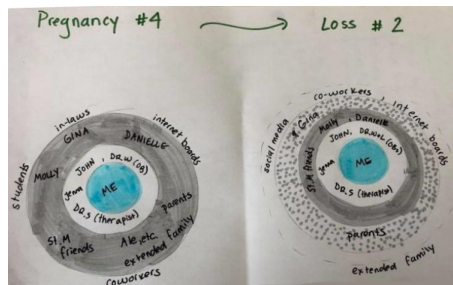 Pregnancy #4
Loss #2
in-laws
GINA
DANIELLE
internet boards
students
MOLLY
JOHN, DR.W (OB)
Jenna
ME
DR.S (therapist)
parents
St.M
friends
Ale, etc.
extended family
coworkers
co-workers
social media
Gina
internet boards
Molly, Danielle
JOHN, DR.W+L (OBs)
Jenna
ME
St.M friends
DR.S (therapist)
parents
extended family